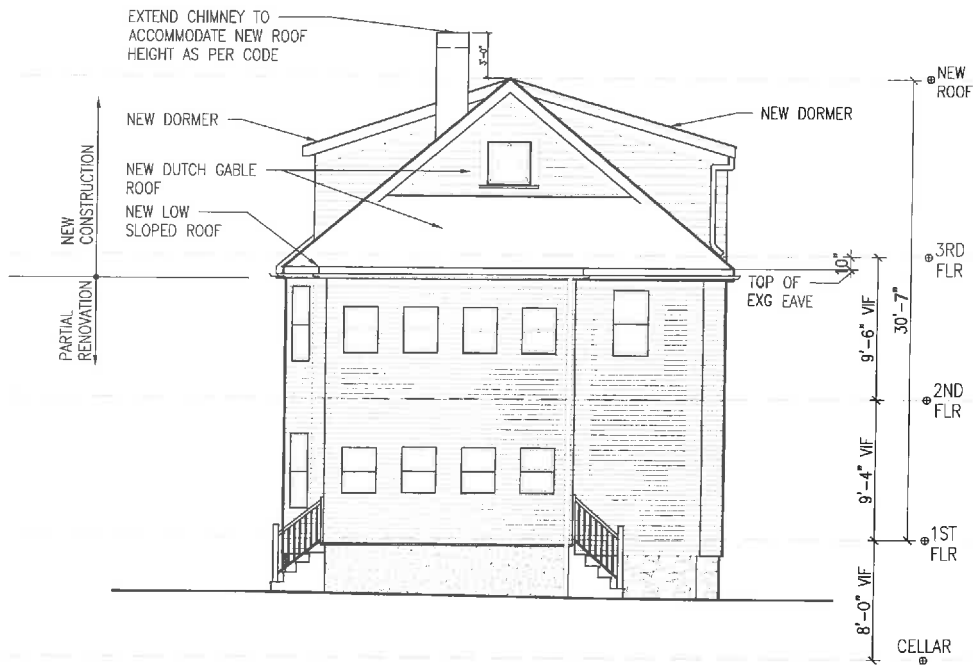 EXTEND CHIMNEY TO
ACCOMMODATE NEW ROOF
HEIGHT AS PER CODE
3'-0"
NEW
ROOF
NEW DORMER
NEW DORMER
NEW DUTCH GABLE
ROOF
NEW LOW
SLOPED ROOF
NEW
CONSTRUCTION
PARTIAL
RENOVATION
10"
3RD
FLR
TOP OF
EXG EAVE
9'-6" VIF
30'-7"
2ND
FLR
9'-4" VIF
1ST
FLR
8'-0" VIF
CELLAR